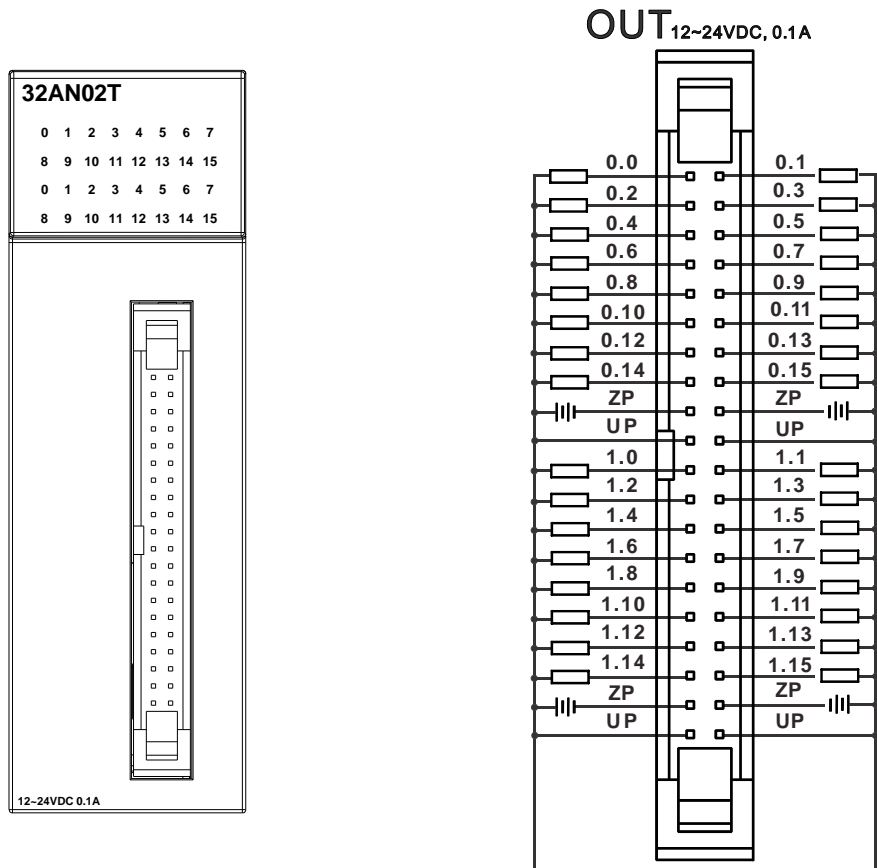 32AN02T
0 1 2 3 4 5 6 7
8 9 10 11 12 13 14 15
0 1 2 3 4 5 6 7
8 9 10 11 12 13 14 15
12~24VDC 0.1A
OUT 12~24VDC, 0.1A
0.0 0.1
0.2 0.3
0.4 0.5
0.6 0.7
0.8 0.9
0.10 0.11
0.12 0.13
0.14 0.15
ZP ZP
UP UP
1.0 1.1
1.2 1.3
1.4 1.5
1.6 1.7
1.8 1.9
1.10 1.11
1.12 1.13
1.14 1.15
ZP ZP
UP UP